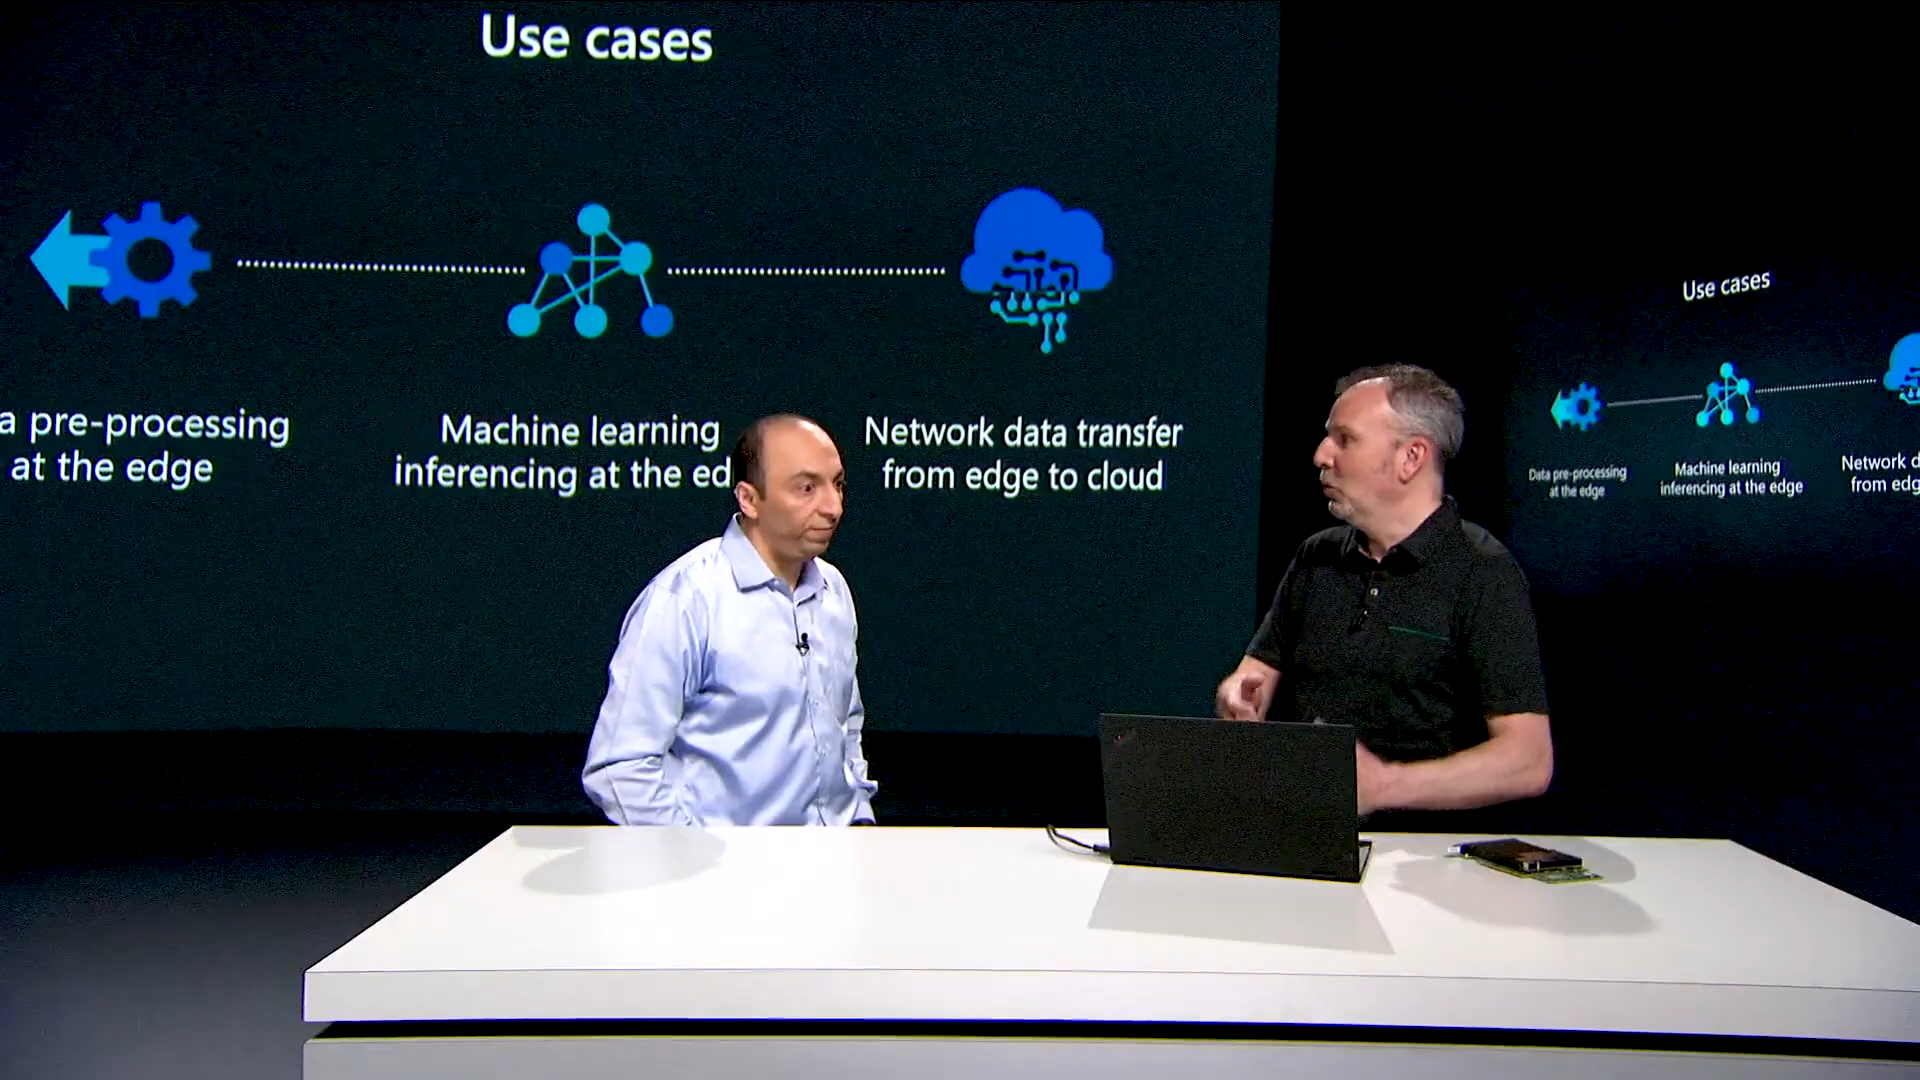 Use cases
a pre-processing
at the edge
Machine learning
inferencing at the ed
Network data transfer
from edge to cloud
Use cases
Data pre-processing
at the edge
Machine learning
inferencing at the edge
Network d
from edg